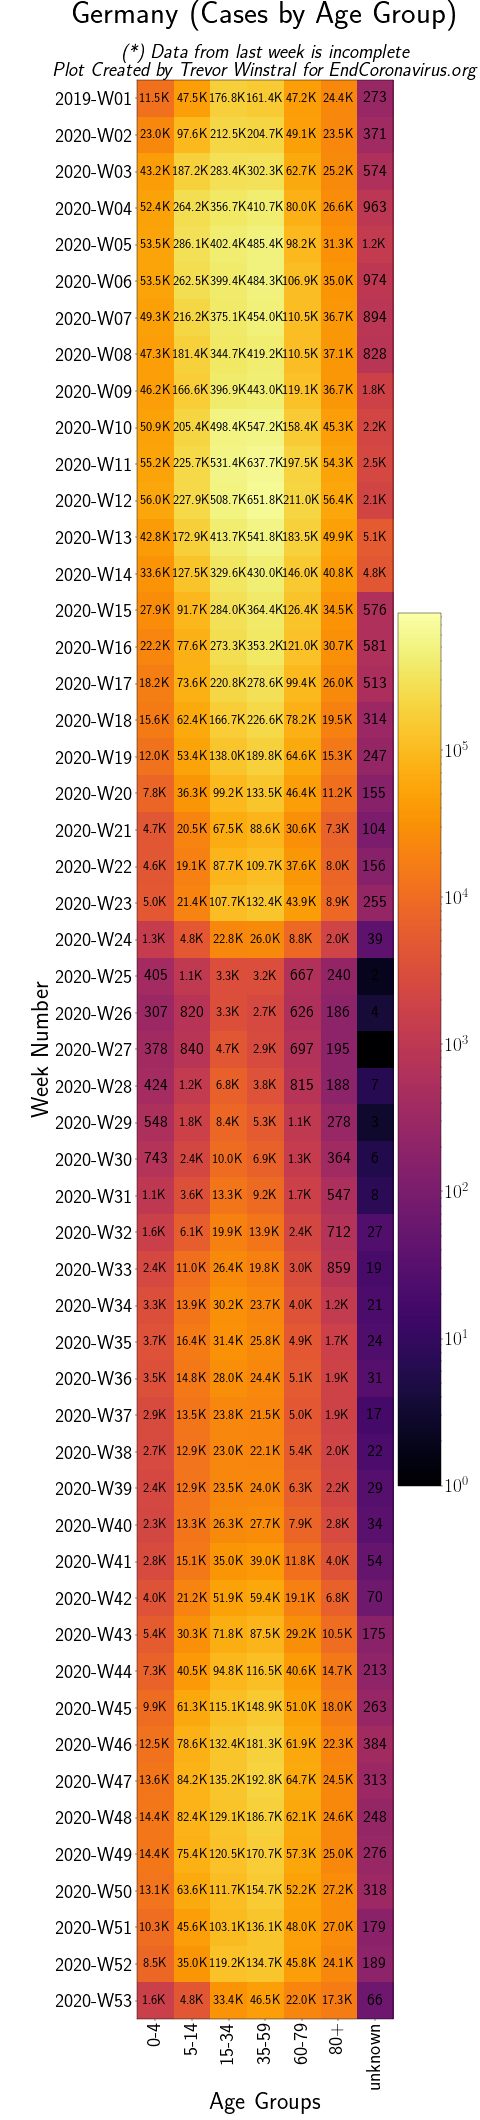 Germany (Cases by Age Group)
(*) Data from last week is incomplete
Plot Created by Trevor Winstral for EndCoronavirus.org
2019-W01 11.5K 47.5K 176.8K 161.4K 47.2K 24.4K 273
2020-W02 23.0K 97.6K 212.5K 204.7K 49.1K 23.5K 371
2020-W03 43.2K 187.2K 283.4K 302.3K 62.7K 25.2K 574
2020-W04 52.4K 264.2K 356.7K 410.7K 80.0K 26.6K 963
2020-W05 53.5K 286.1K 402.4K 485.4K 98.2K 31.3K 1.2K
2020-W06 53.5K 262.5K 399.4K 484.3K 106.9K 35.0K 974
2020-W07 49.3K 216.2K 375.1K 454.0K 110.5K 36.7K 894
2020-W08 47.3K 181.4K 344.7K 419.2K 110.5K 37.1K 828
2020-W09 46.2K 166.6K 396.9K 443.0K 119.1K 36.7K 1.8K
2020-W10 50.9K 205.4K 498.4K 547.2K 158.4K 45.3K 2.2K
2020-W11 55.2K 225.7K 531.4K 637.7K 197.5K 54.3K 2.5K
2020-W12 56.0K 227.9K 508.7K 651.8K 211.0K 56.4K 2.1K
2020-W13 42.8K 172.9K 413.7K 541.8K 183.5K 49.9K 5.1K
2020-W14 33.6K 127.5K 329.6K 430.0K 146.0K 40.8K 4.8K
2020-W15 27.9K 91.7K 284.0K 364.4K 126.4K 34.5K 576
2020-W16 22.2K 77.6K 273.3K 353.2K 121.0K 30.7K 581
2020-W17 18.2K 73.6K 220.8K 278.6K 99.4K 26.0K 513
2020-W18 15.6K 62.4K 166.7K 226.6K 78.2K 19.5K 314
2020-W19 12.0K 53.4K 138.0K 189.8K 64.6K 15.3K 247
2020-W20 7.8K 36.3K 99.2K 133.5K 46.4K 11.2K 155
2020-W21 4.7K 20.5K 67.5K 88.6K 30.6K 7.3K 104
2020-W22 4.6K 19.1K 87.7K 109.7K 37.6K 8.0K 156
2020-W23 5.0K 21.4K 107.7K 132.4K 43.9K 8.9K 255
2020-W24 1.3K 4.8K 22.8K 26.0K 8.8K 2.0K 39
2020-W25 405 1.1K 3.3K 3.2K 667 240 2
2020-W26 307 820 3.3K 2.7K 626 186 4
2020-W27 378 840 4.7K 2.9K 697 195
2020-W28 424 1.2K 6.8K 3.8K 815 188 7
2020-W29 548 1.8K 8.4K 5.3K 1.1K 278 3
2020-W30 743 2.4K 10.0K 6.9K 1.3K 364 6
2020-W31 1.1K 3.6K 13.3K 9.2K 1.7K 547 8
2020-W32 1.6K 6.1K 19.9K 13.9K 2.4K 712 27
2020-W33 2.4K 11.0K 26.4K 19.8K 3.0K 859 19
2020-W34 3.3K 13.9K 30.2K 23.7K 4.0K 1.2K 21
2020-W35 3.7K 16.4K 31.4K 25.8K 4.9K 1.7K 24
2020-W36 3.5K 14.8K 28.0K 24.4K 5.1K 1.9K 31
2020-W37 2.9K 13.5K 23.8K 21.5K 5.0K 1.9K 17
2020-W38 2.7K 12.9K 23.0K 22.1K 5.4K 2.0K 22
2020-W39 2.4K 12.9K 23.5K 24.0K 6.3K 2.2K 29
2020-W40 2.3K 13.3K 26.3K 27.7K 7.9K 2.8K 34
2020-W41 2.8K 15.1K 35.0K 39.0K 11.8K 4.0K 54
2020-W42 4.0K 21.2K 51.9K 59.4K 19.1K 6.8K 70
2020-W43 5.4K 30.3K 71.8K 87.5K 29.2K 10.5K 175
2020-W44 7.3K 40.5K 94.8K 116.5K 40.6K 14.7K 213
2020-W45 9.9K 61.3K 115.1K 148.9K 51.0K 18.0K 263
2020-W46 12.5K 78.6K 132.4K 181.3K 61.9K 22.3K 384
2020-W47 13.6K 84.2K 135.2K 192.8K 64.7K 24.5K 313
2020-W48 14.4K 82.4K 129.1K 186.7K 62.1K 24.6K 248
2020-W49 14.4K 75.4K 120.5K 170.7K 57.3K 25.0K 276
2020-W50 13.1K 63.6K 111.7K 154.7K 52.2K 27.2K 318
2020-W51 10.3K 45.6K 103.1K 136.1K 48.0K 27.0K 179
2020-W52 8.5K 35.0K 119.2K 134.7K 45.8K 24.1K 189
2020-W53 1.6K 4.8K 33.4K 46.5K 22.0K 17.3K 66
0-4 5-14 15-34 35-59 60-79 80+ unknown
Age Groups
Week Number
10^5
10^4
10^3
10^2
10^1
10^0